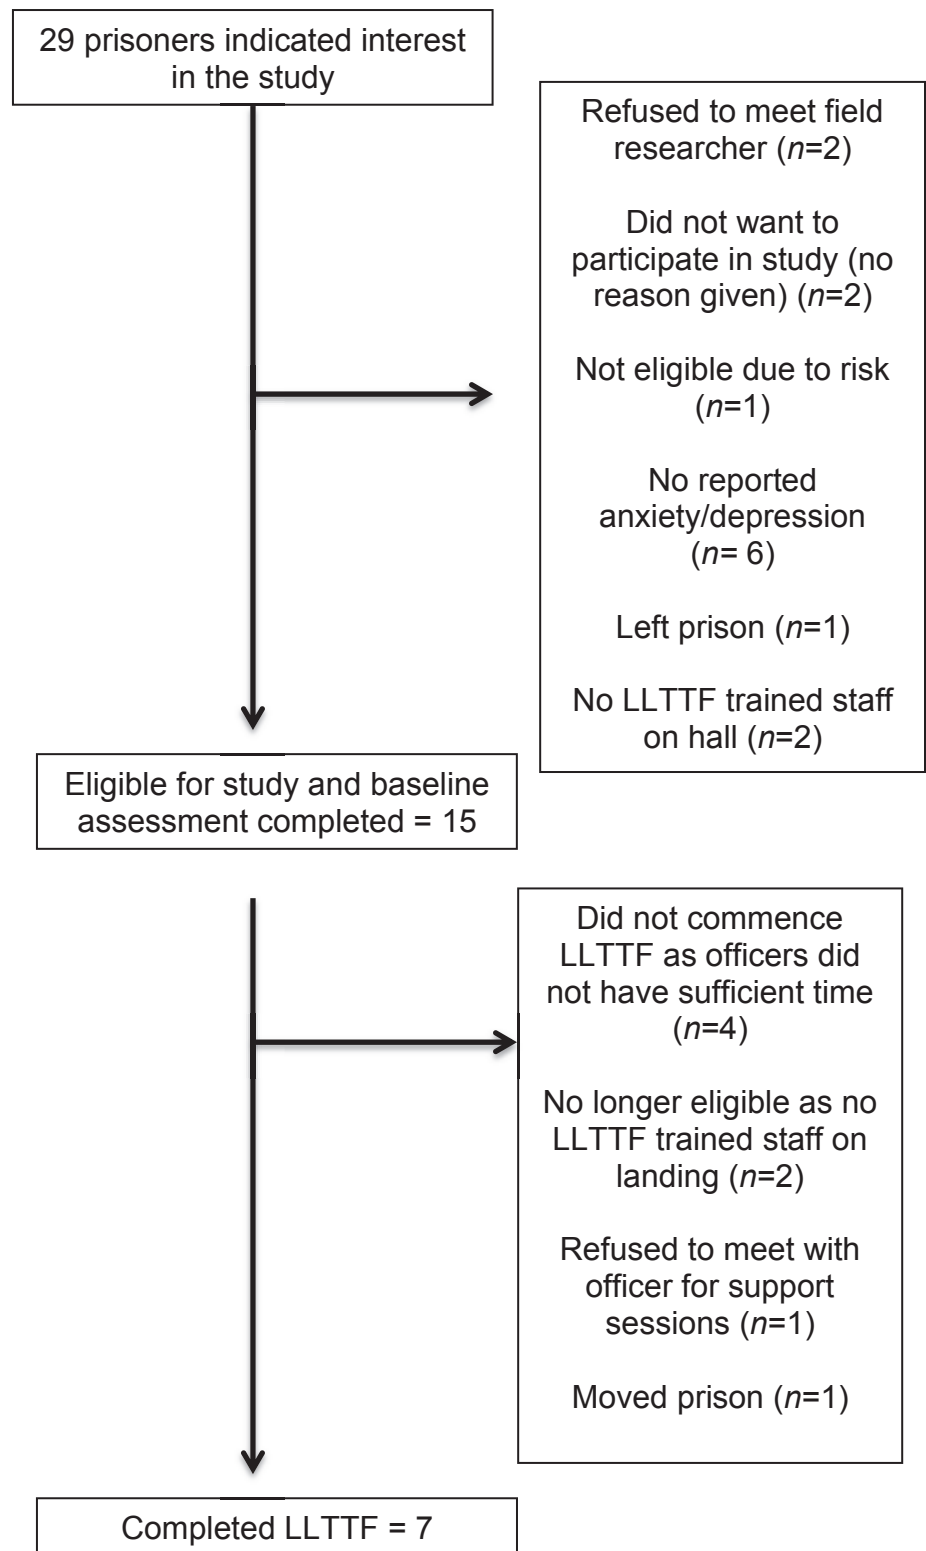 29 prisoners indicated interest
in the study
Refused to meet field
researcher (n=2)
Did not want to
participate in study (no
reason given) (n=2)
Not eligible due to risk
(n=1)
No reported
anxiety/depression
(n= 6)
Left prison (n=1)
No LLTTF trained staff
on hall (n=2)
Eligible for study and baseline
assessment completed = 15
Did not commence
LLTTF as officers did
not have sufficient time
(n=4)
No longer eligible as no
LLTTF trained staff on
landing (n=2)
Refused to meet with
officer for support
sessions (n=1)
Moved prison (n=1)
Completed LLTTF = 7